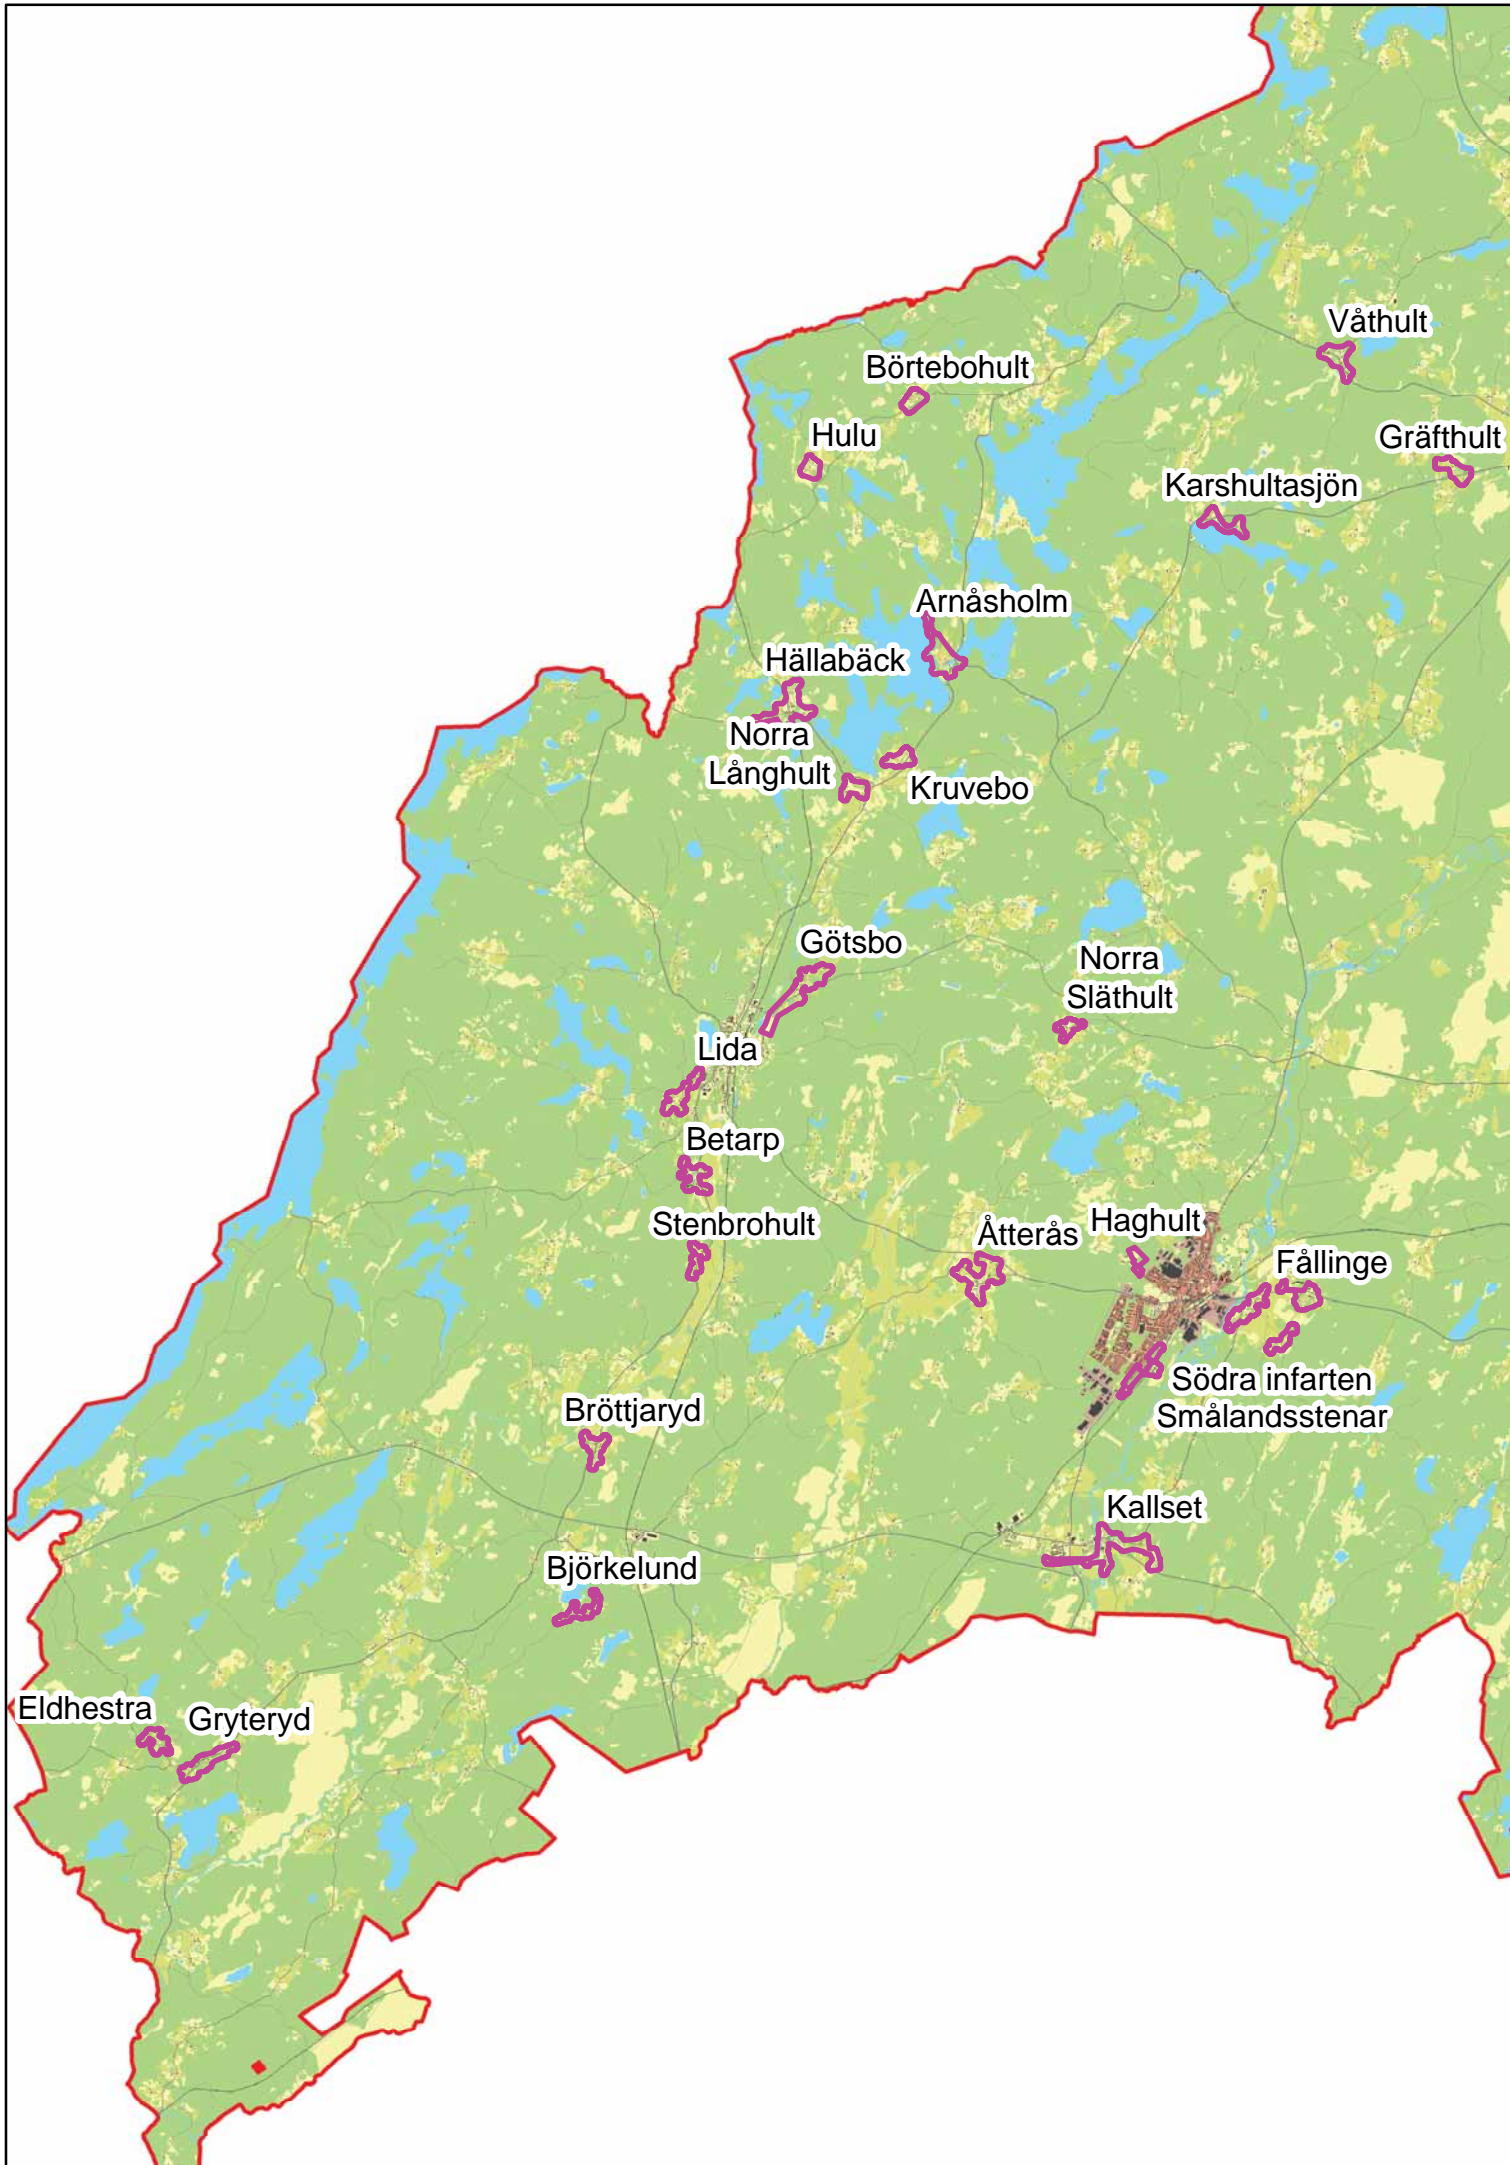 Våthult
Börtebohult
Hulu
Gräfthult
Karshultasjön
Arnåsholm
Hällabäck
Norra
Långhult
Kruvebo
Götsbo
Norra
Släthult
Lida
Betarp
Stenbrohult
Åtterås
Haghult
Fållinge
Södra infarten
Smålandsstenar
Bröttjaryd
Kallset
Björkelund
Eldhestra
Gryteryd